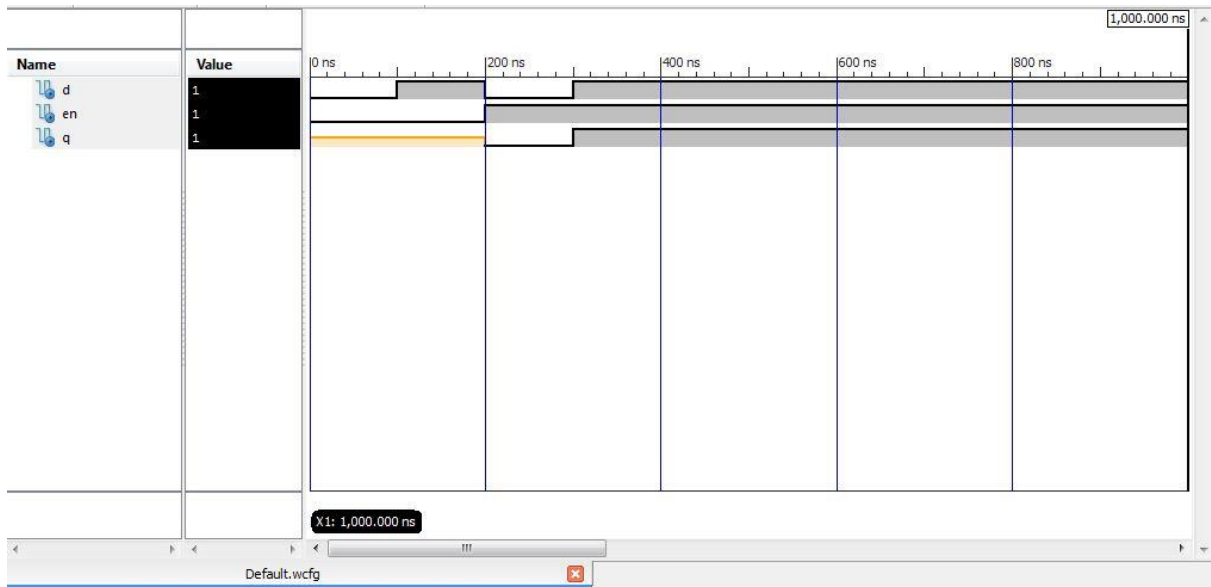 1,000.000 ns
Name Value 0 ns 200 ns 400 ns 600 ns 800 ns
d 1
en 1
q 1
X1: 1,000.000 ns
Default.wcfg